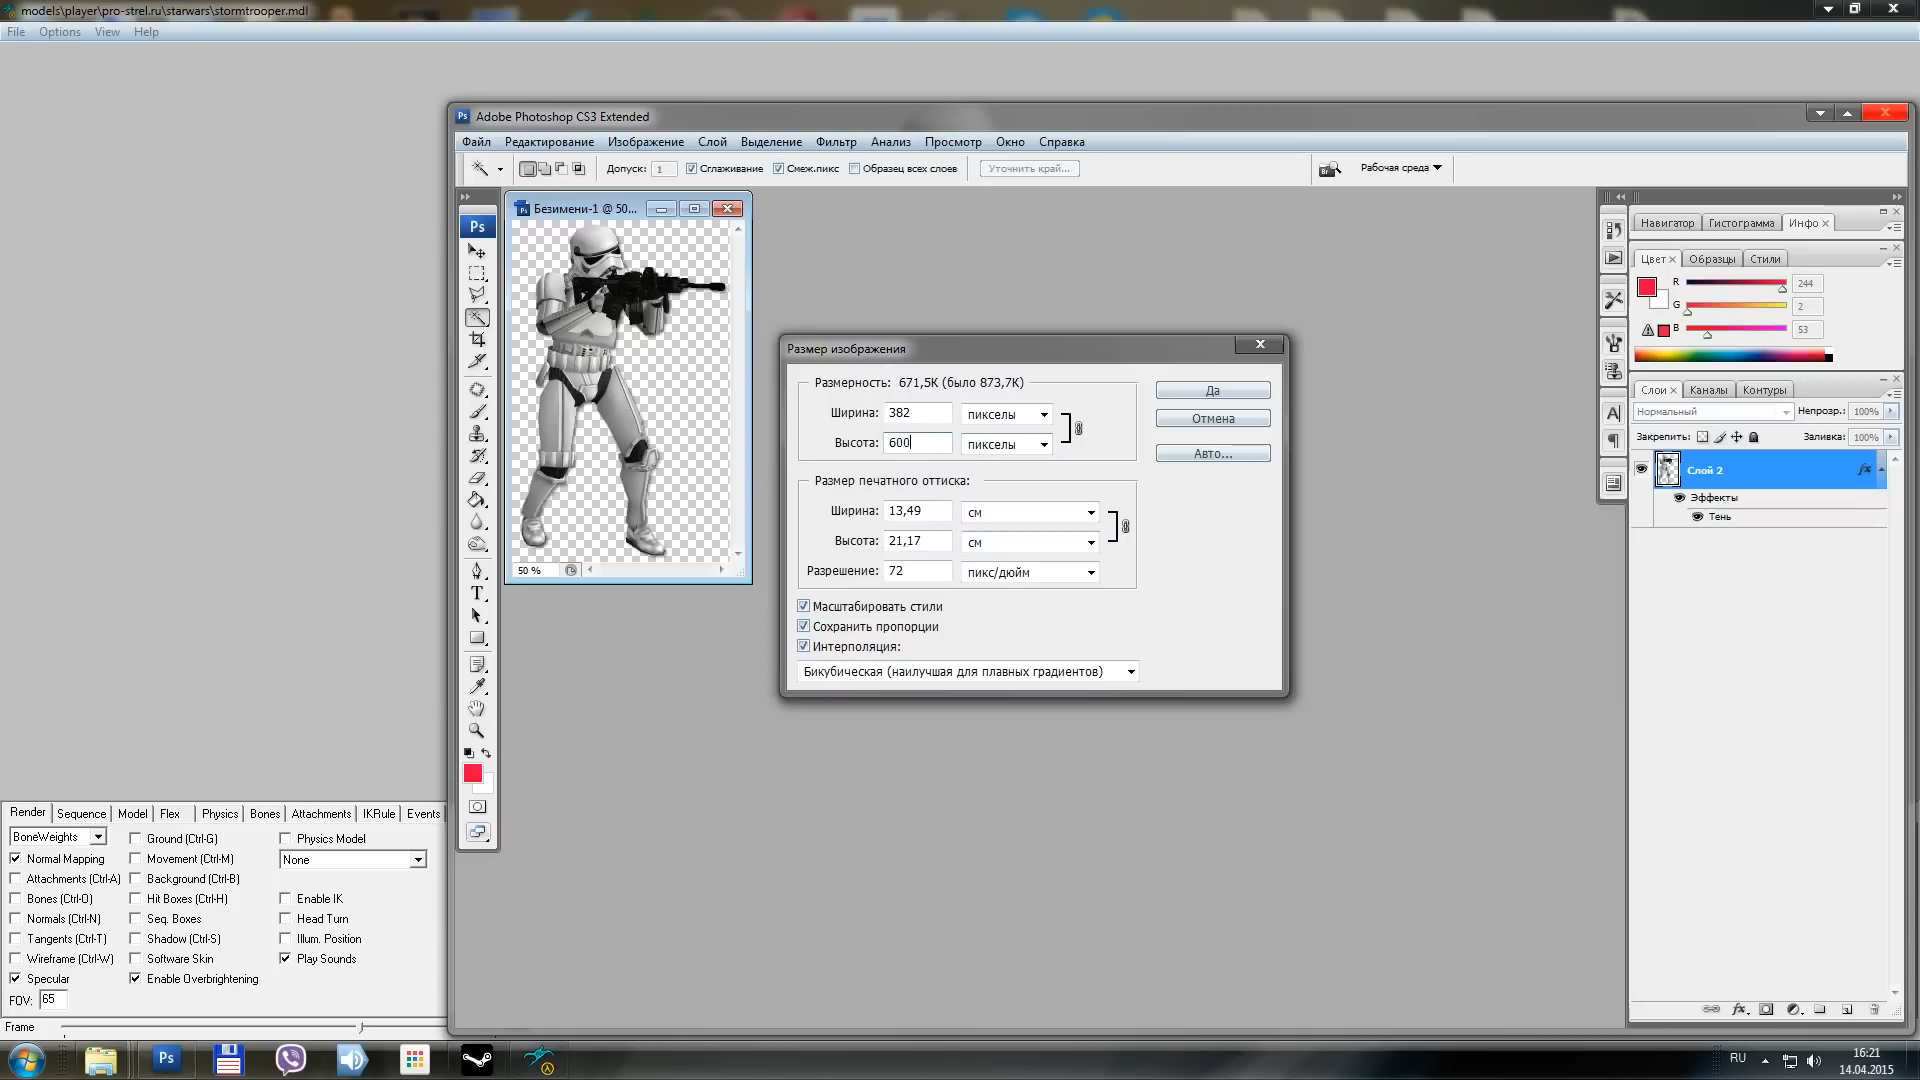 models\player\pro-strel.ru\starwars\stormtrooper.mdl
File Options View Help
Ps Adobe Photoshop CS3 Extended
Файл Редактирование Изображение Слой Выделение Фильтр Анализ Просмотр Окно Справка
Допуск: 1 Сглаживание Смеж.пикс Образец всех слоев Уточнить край... Br Рабочая среда
Ps Безимени-1 @ 50...
Ps
50 %
T
Размер изображения
Размерность: 671,5K (было 873,7K)
Ширина: 382 пикселы
Высота: 600 пикселы
Да
Отмена
Авто...
Размер печатного оттиска:
Ширина: 13,49 см
Высота: 21,17 см
Разрешение: 72 пикс/дюйм
Масштабировать стили
Сохранить пропорции
Интерполяция:
Бикубическая (наилучшая для плавных градиентов)
Навигатор Гистограмма Инфо
Цвет Образцы Стили
R 244
G 2
B 53
A
Слои Каналы Контуры
Нормальный Непрозр.: 100%
Закрепить: Заливка: 100%
Слой 2 fx
Эффекты
Тень
fx
Render Sequence Model Flex Physics Bones Attachments IKRule Events
BoneWeights Ground (Ctrl-G) Physics Model
Normal Mapping Movement (Ctrl-M) None
Attachments (Ctrl-A) Background (Ctrl-B)
Bones (Ctrl-O) Hit Boxes (Ctrl-H) Enable IK
Normals (Ctrl-N) Seq. Boxes Head Turn
Tangents (Ctrl-T) Shadow (Ctrl-S) Illum. Position
Wireframe (Ctrl-W) Software Skin Play Sounds
Specular Enable Overbrightening
FOV: 65
Frame
Ps
RU
16:21
14.04.2015